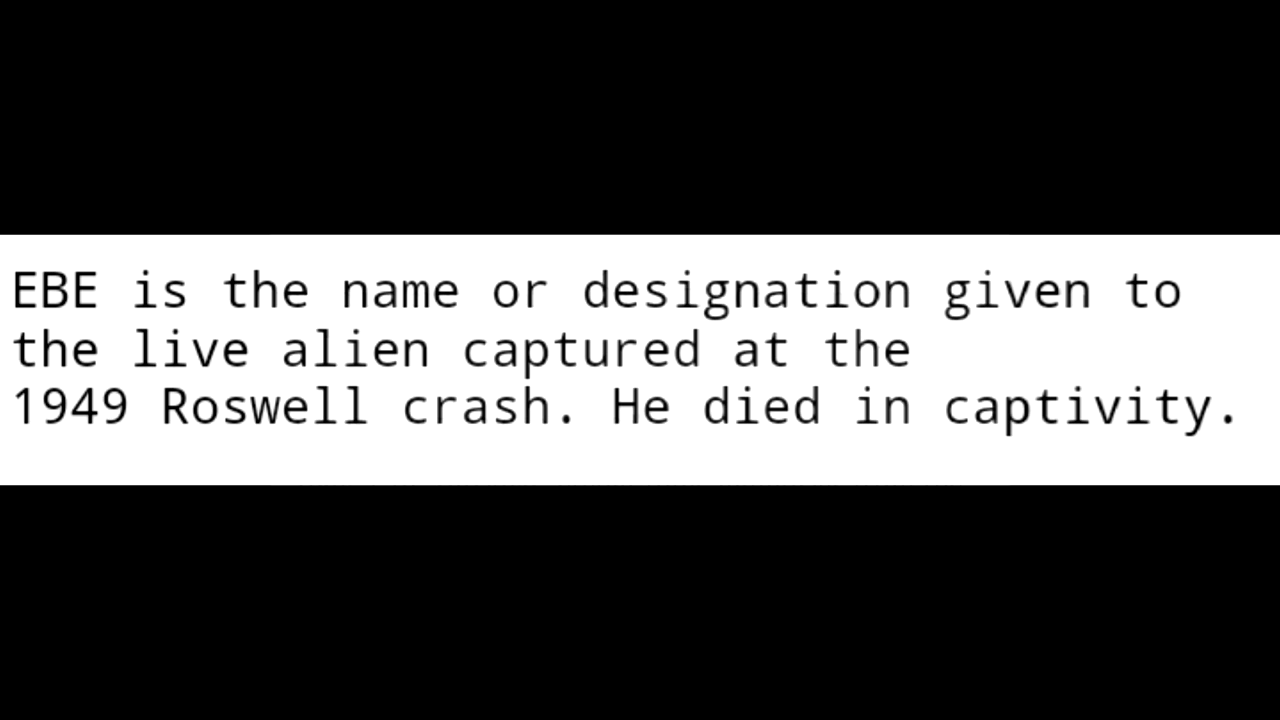 EBE is the name or designation given to
the live alien captured at the
1949 Roswell crash. He died in captivity.